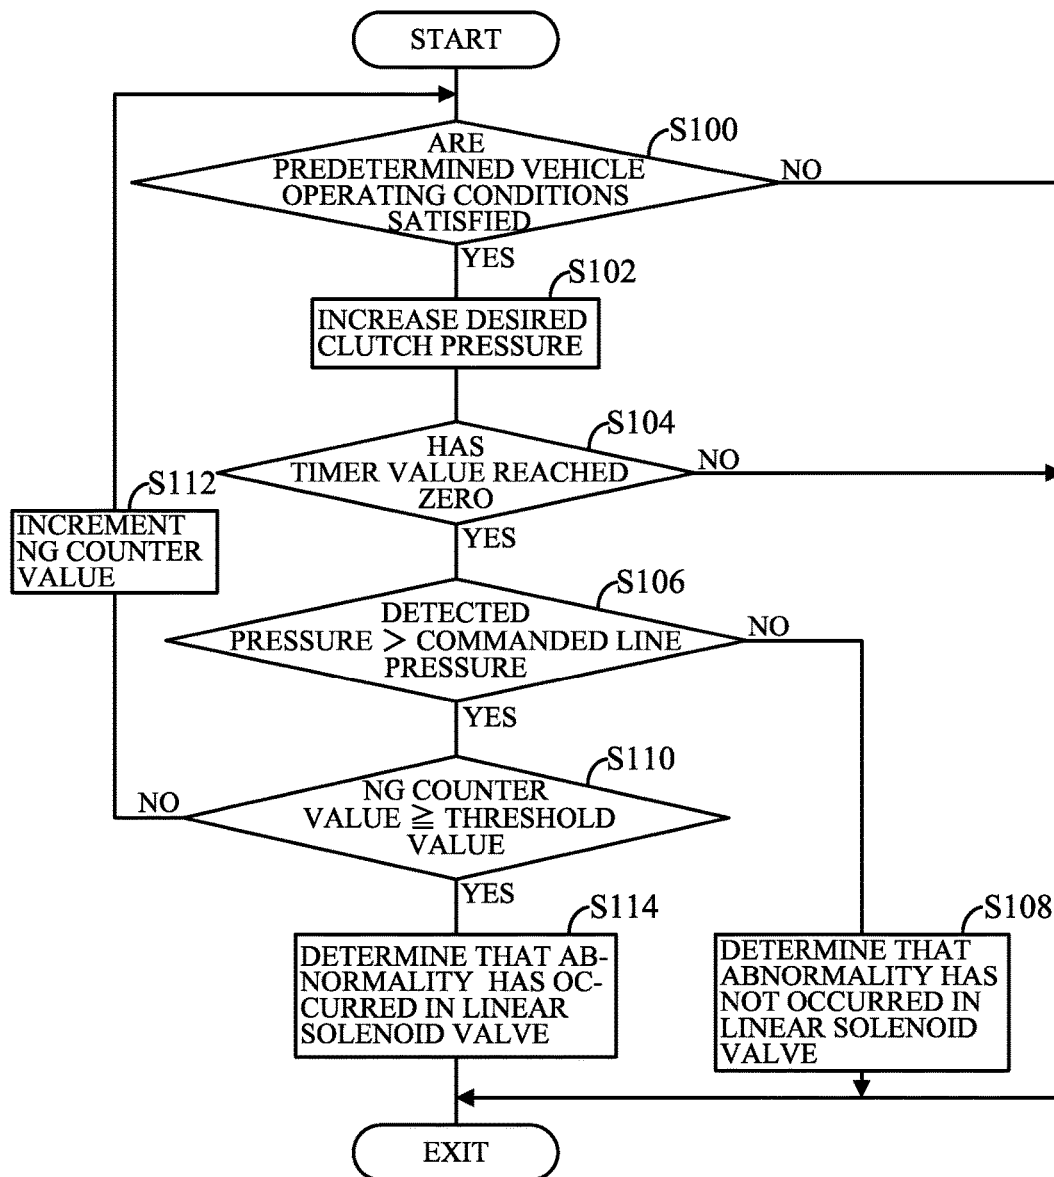 START
S100
ARE
PREDETERMINED VEHICLE
OPERATING CONDITIONS
SATISFIED
NO
YES
S102
INCREASE DESIRED
CLUTCH PRESSURE
S104
HAS
TIMER VALUE REACHED
ZERO
NO
YES
S112
INCREMENT
NG COUNTER
VALUE
S106
DETECTED
PRESSURE > COMMANDED LINE
PRESSURE
NO
YES
S110
NG COUNTER
VALUE ≧ THRESHOLD
VALUE
NO
YES
S114
DETERMINE THAT AB-
NORMALITY HAS OC-
CURRED IN LINEAR
SOLENOID VALVE
S108
DETERMINE THAT
ABNORMALITY HAS
NOT OCCURRED IN
LINEAR SOLENOID
VALVE
EXIT